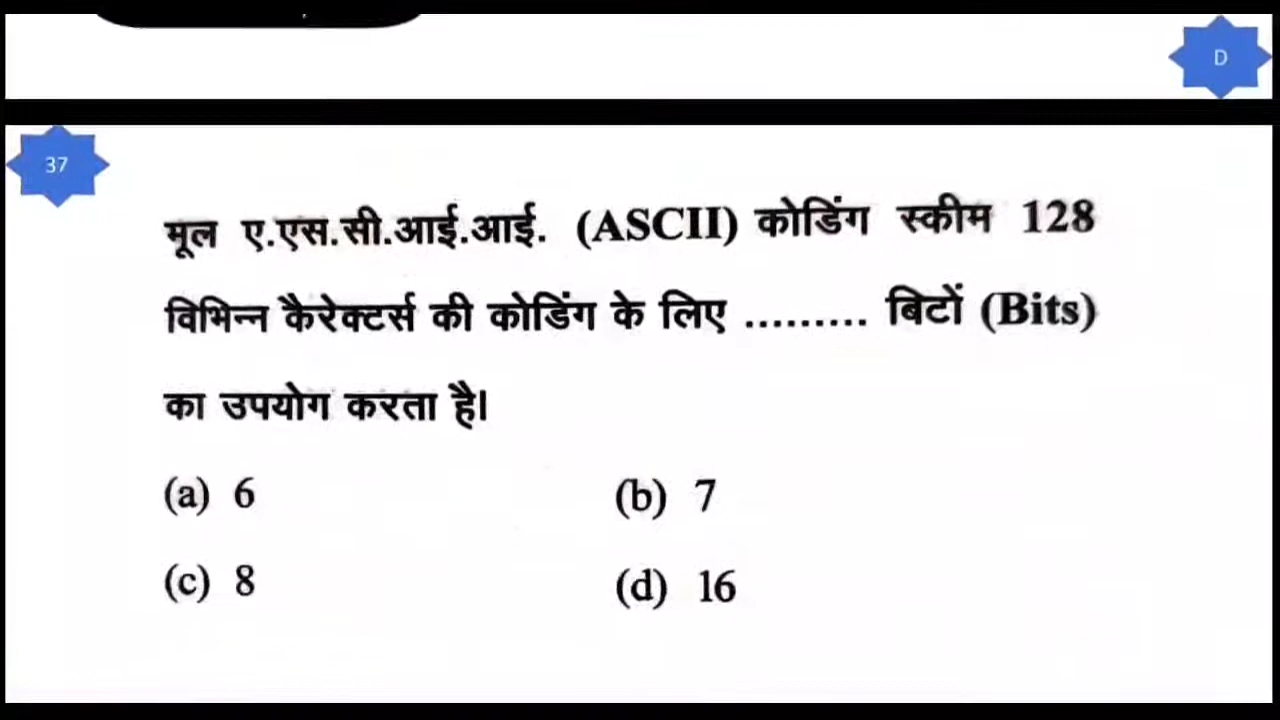 D
37
मूल ए.एस.सी.आई.आई. (ASCII) कोडिंग स्कीम 128
विभिन्न कैरेक्टर्स की कोडिंग के लिए ......... बिटों (Bits)
का उपयोग करता है।
(a) 6 (b) 7
(c) 8 (d) 16